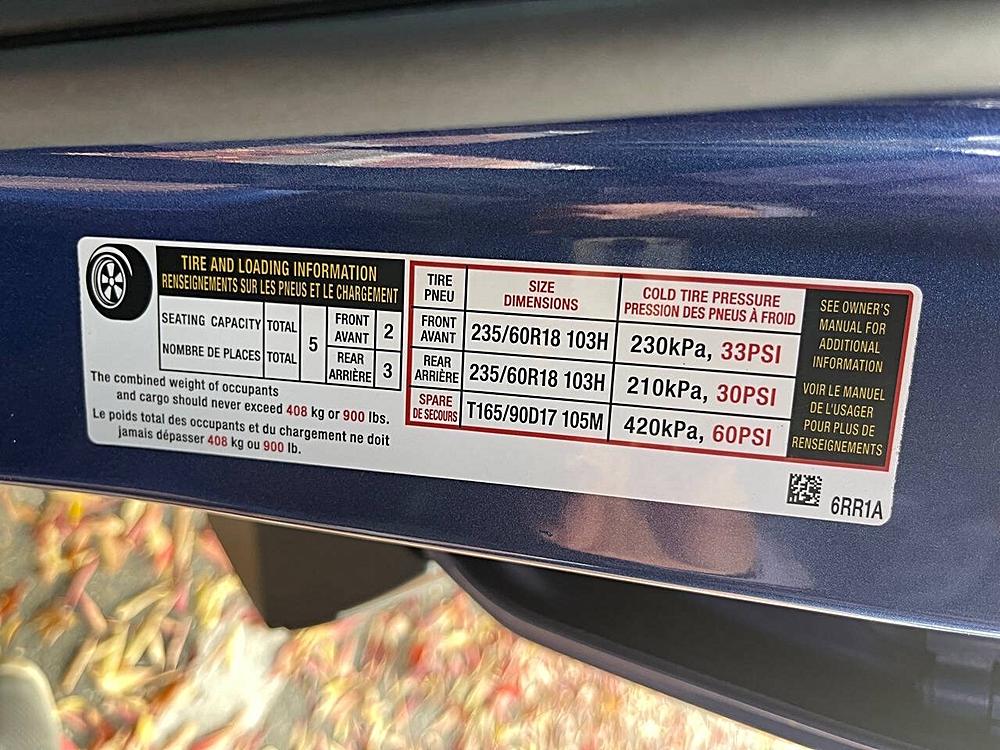 TIRE AND LOADING INFORMATION
RENSEIGNEMENTS SUR LES PNEUS ET LE CHARGEMENT
SEATING CAPACITY TOTAL
NOMBRE DE PLACES TOTAL
5
FRONT
AVANT
2
REAR
ARRIÈRE
3
The combined weight of occupants
and cargo should never exceed 408 kg or 900 lbs.
Le poids total des occupants et du chargement ne doit
jamais dépasser 408 kg ou 900 lb.
TIRE
PNEU
SIZE
DIMENSIONS
COLD TIRE PRESSURE
PRESSION DES PNEUS À FROID
FRONT
AVANT
235/60R18 103H
230kPa, 33PSI
REAR
ARRIÈRE
235/60R18 103H
210kPa, 30PSI
SPARE
DE SECOURS
T165/90D17 105M
420kPa, 60PSI
SEE OWNER'S
MANUAL FOR
ADDITIONAL
INFORMATION
VOIR LE MANUEL
DE L'USAGER
POUR PLUS DE
RENSEIGNEMENTS
6RR1A